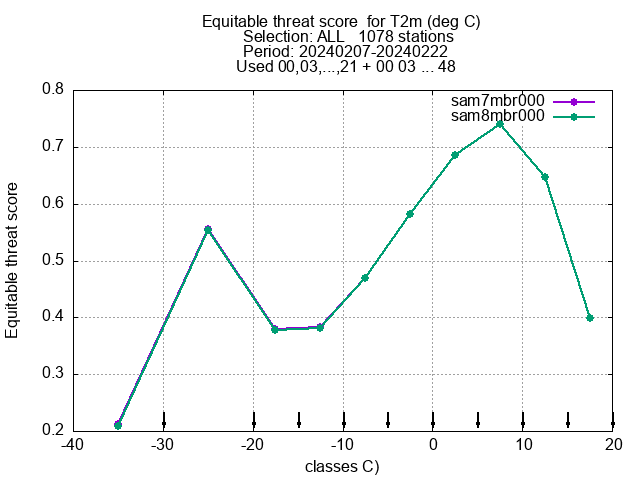 Equitable threat score  for T2m (deg C)
Selection: ALL   1078 stations
Period: 20240207-20240222
Used 00,03,...,21 + 00 03 ... 48
sam7mbr000
sam8mbr000
Equitable threat score
0.8
0.7
0.6
0.5
0.4
0.3
0.2
-40 -30 -20 -10 0 10 20
classes C)